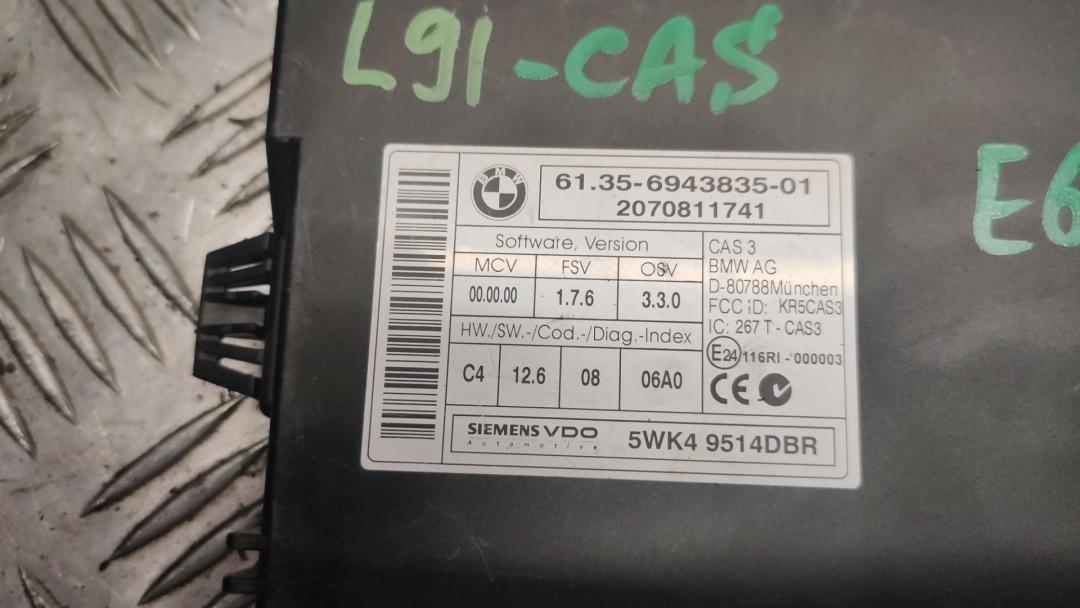 L91-CAS
E6
BMW
61.35-6943835-01
2070811741
Software, Version
MCV FSV OSV
00.00.00 1.7.6 3.3.0
HW./SW.-/Cod.-/Diag.-Index
C4 12.6 08 06A0
CAS 3
BMW AG
D-80788München
FCC ID: KR5CAS3
IC: 267 T - CAS3
E24 116RI - 000003
CE
SIEMENS VDO
Automotive
5WK4 9514DBR